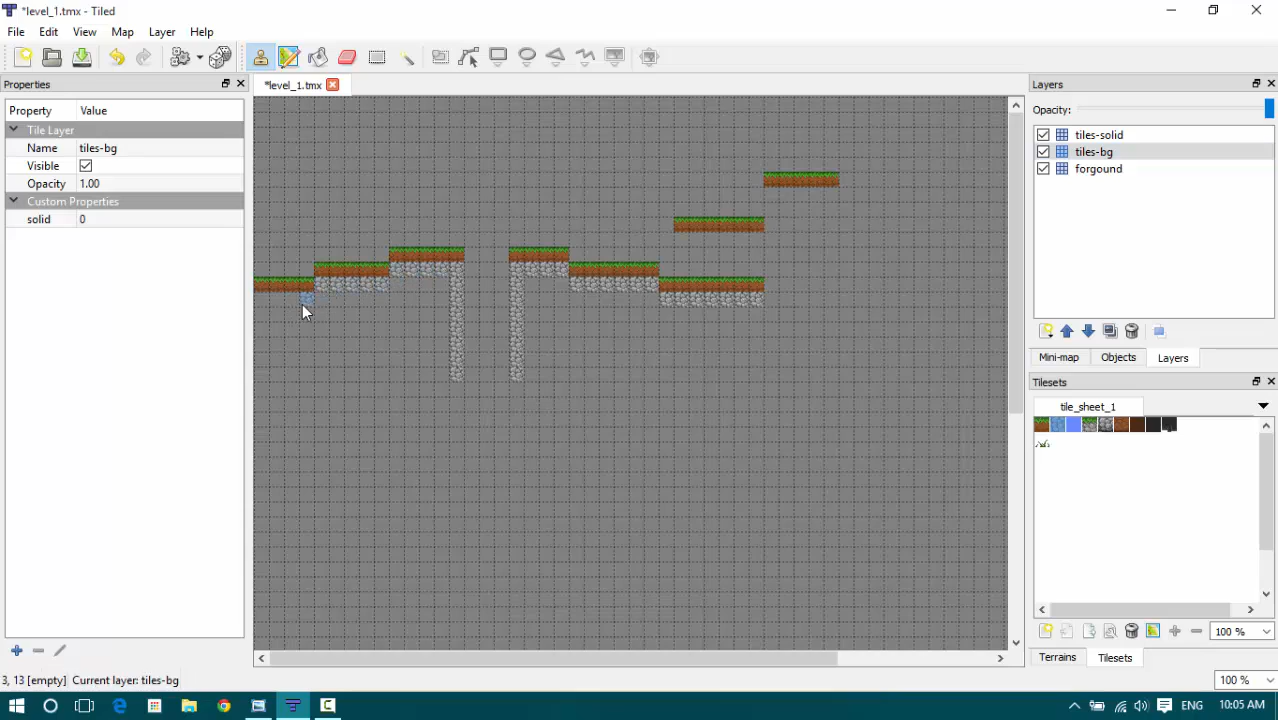 *level_1.tmx - Tiled
File Edit View Map Layer Help
Properties
*level_1.tmx
Layers
Property Value
Opacity:
Tile Layer
Name tiles-bg
Visible
Opacity 1.00
Custom Properties
solid 0
tiles-solid
tiles-bg
forgound
Mini-map Objects Layers
Tilesets
tile_sheet_1
100 %
Terrains Tilesets
3, 13 [empty] Current layer: tiles-bg
100 %
ENG 10:05 AM